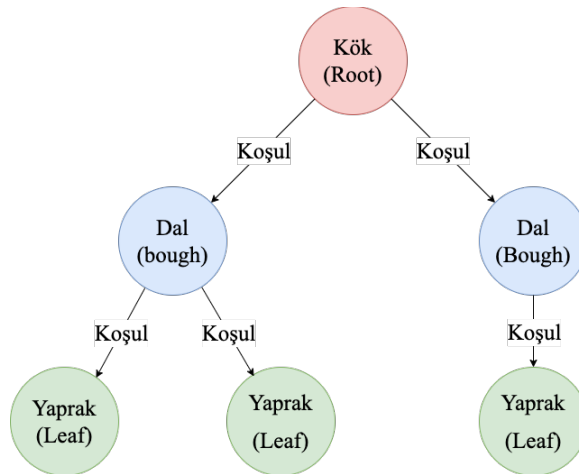 Kök
(Root)
Koşul
Koşul
Dal
(bough)
Dal
(Bough)
Koşul
Koşul
Koşul
Yaprak
(Leaf)
Yaprak
(Leaf)
Yaprak
(Leaf)